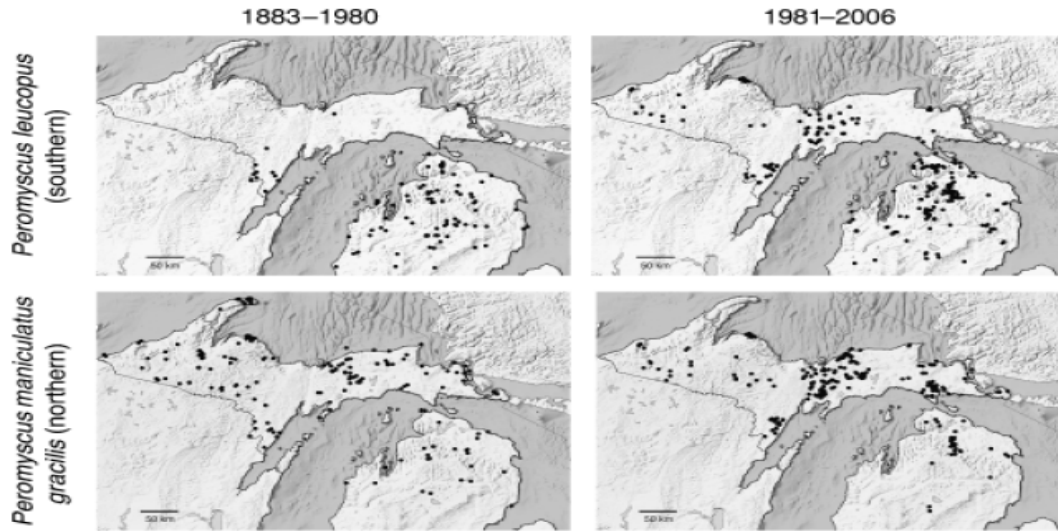 1883–1980
1981–2006
Peromyscus leucopus
(southern)
50 km
50 km
Peromyscus maniculatus
gracilis (northern)
50 km
50 km